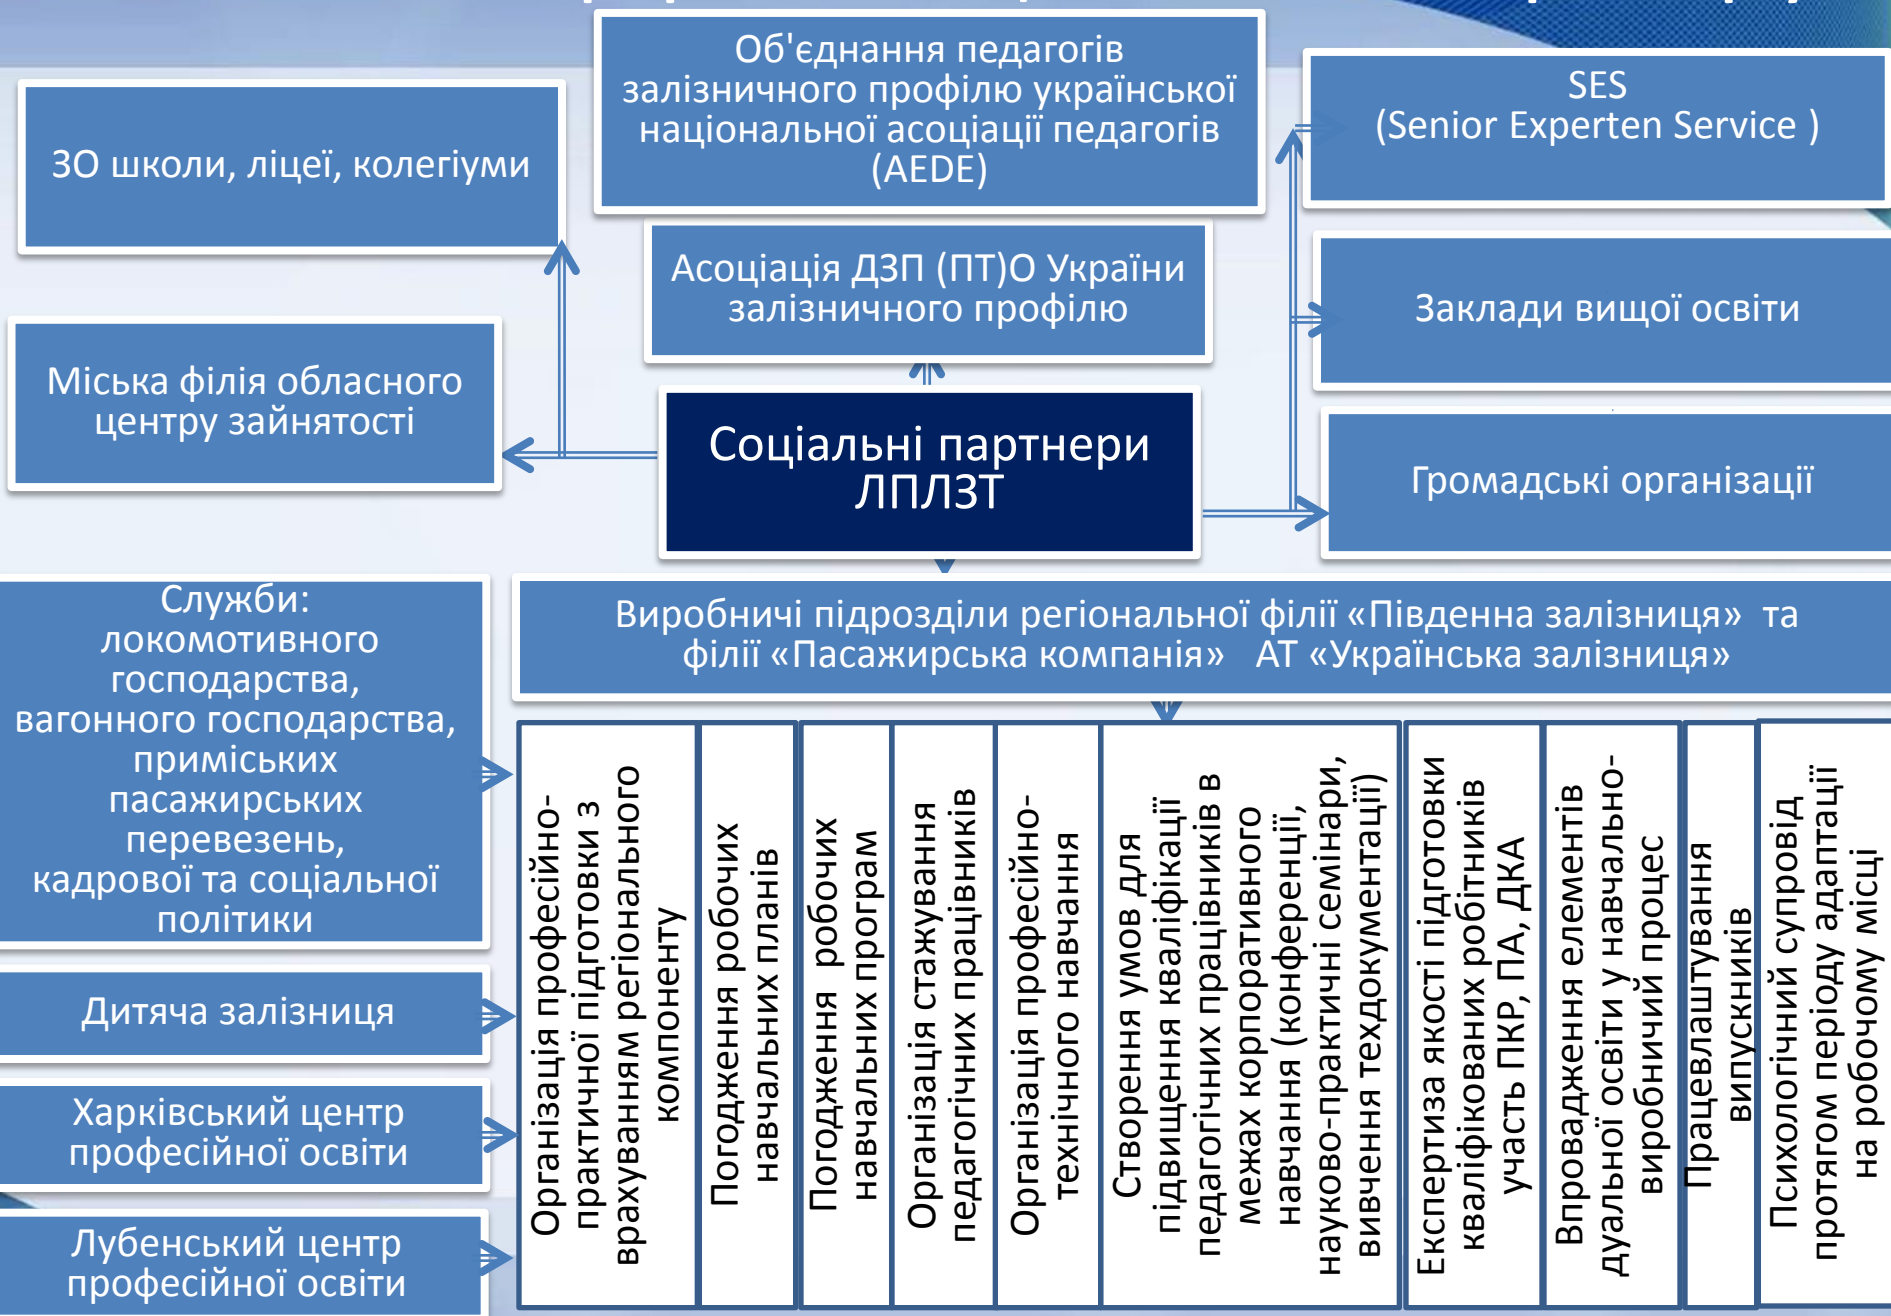 Об'єднання педагогів
залізничного профілю української
національної асоціації педагогів
(AEDE)
SES
(Senior Experten Service )
ЗО школи, ліцеї, колегіуми
Асоціація ДЗП (ПТ)О України
залізничного профілю
Заклади вищої освіти
Міська філія обласного
центру зайнятості
Соціальні партнери
ЛПЛЗТ
Громадські організації
Служби:
локомотивного
господарства,
вагонного господарства,
приміських
пасажирських
перевезень,
кадрової та соціальної
політики
Виробничі підрозділи регіональної філії «Південна залізниця» та
філії «Пасажирська компанія» АТ «Українська залізниця»
Дитяча залізниця
Харківський центр
професійної освіти
Лубенський центр
професійної освіти
Організація професійно-
практичної підготовки з
врахуванням регіонального
компоненту
Погодження робочих
навчальних планів
Погодження робочих
навчальних програм
Організація стажування
педагогічних працівників
Організація професійно-
технічного навчання
Створення умов для
підвищення кваліфікації
педагогічних працівників в
межах корпоративного
навчання (конференції,
науково-практичні семінари,
вивчення техдокументації)
Експертиза якості підготовки
кваліфікованих робітників
участь ПКР, ПА, ДКА
Впровадження елементів
дуальної освіти у навчально-
виробничий процес
Працевлаштування
випускників
Психологічний супровід
протягом періоду адаптації
на робочому місці